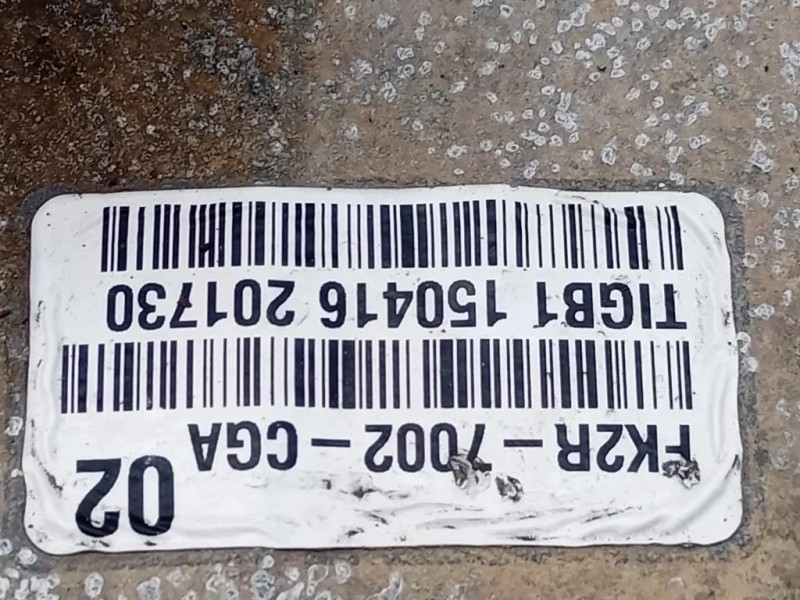 02
FK2R – 7002 – CGA
TIGB1 150416 201730